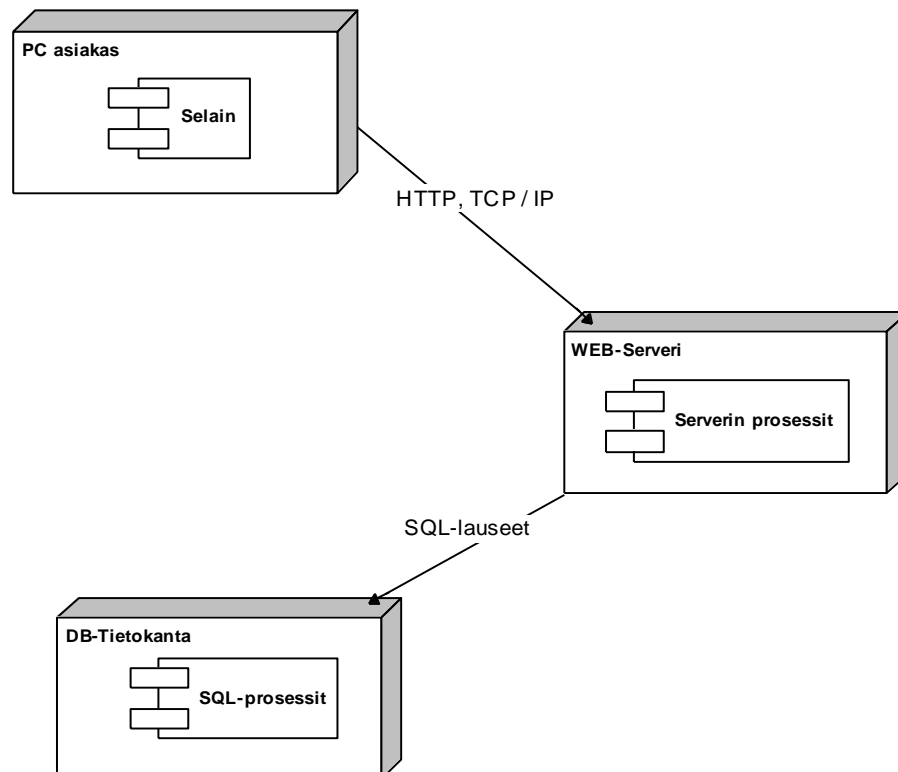 PC asiakas
Selain
HTTP, TCP / IP
WEB-Serveri
Serverin prosessit
SQL-lauseet
DB-Tietokanta
SQL-prosessit